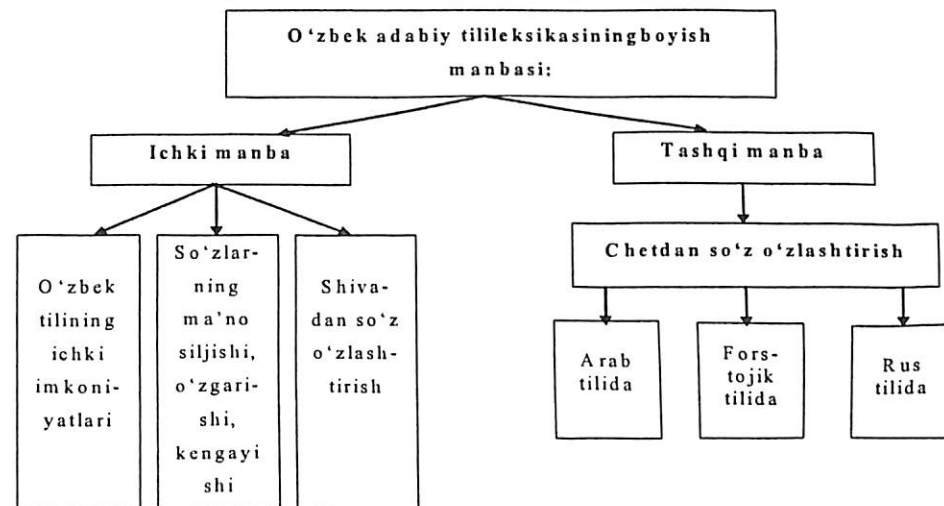 O‘zbek adabiy tilileksikasiningboyish
manbasi:
Ichki manba
Tashqi manba
O‘zbek
tilining
ichki
imkoni-
yatlari
So‘zlar-
ning
ma’no
siljishi,
o‘zgari-
shi,
kengayi
shi
Shiva-
dan so‘z
o‘zlash-
tirish
Chetdan so‘z o‘zlashtirish
Arab
tilida
Fors-
tojik
tilida
Rus
tilida